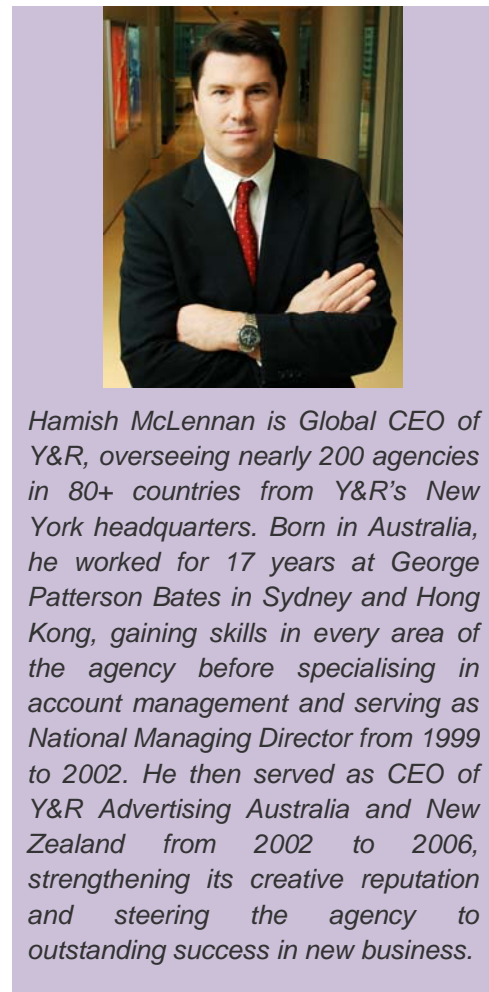 Hamish McLennan is Global CEO of
Y&R, overseeing nearly 200 agencies
in 80+ countries from Y&R’s New
York headquarters. Born in Australia,
he worked for 17 years at George
Patterson Bates in Sydney and Hong
Kong, gaining skills in every area of
the agency before specialising in
account management and serving as
National Managing Director from 1999
to 2002. He then served as CEO of
Y&R Advertising Australia and New
Zealand from 2002 to 2006,
strengthening its creative reputation
and steering the agency to
outstanding success in new business.